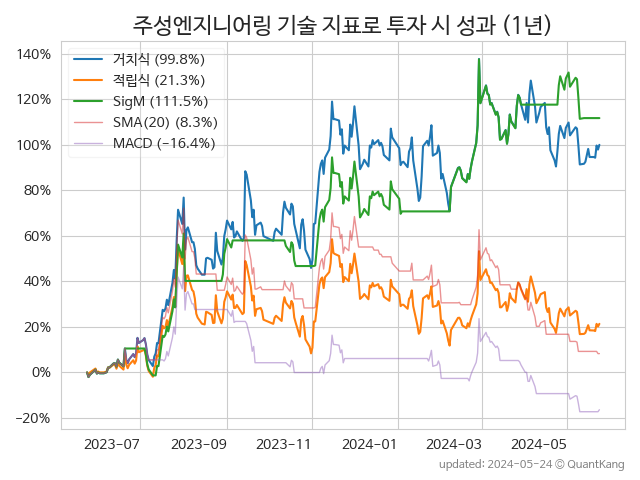 주성엔지니어링 기술 지표로 투자 시 성과 (1년)
거치식 (99.8%)
적립식 (21.3%)
SigM (111.5%)
SMA(20) (8.3%)
MACD (−16.4%)
140%
120%
100%
80%
60%
40%
20%
0%
−20%
2023-07
2023-09
2023-11
2024-01
2024-03
2024-05
updated: 2024-05-24 © QuantKang